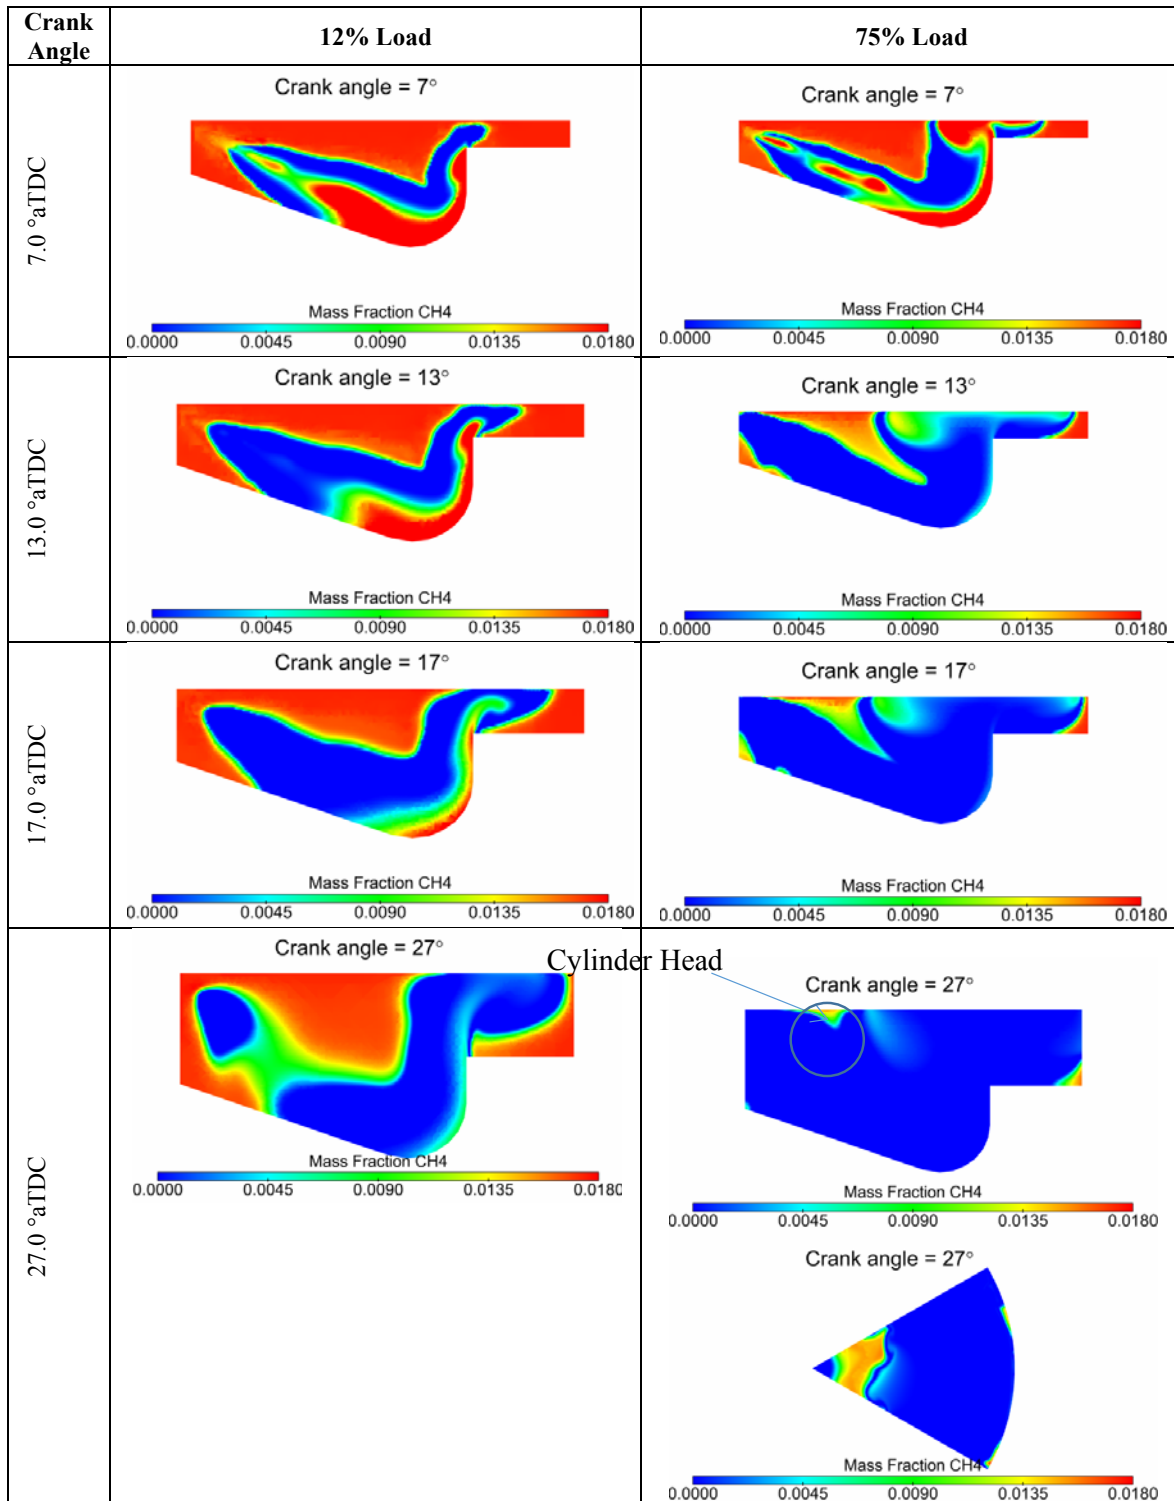 Crank
Angle
12% Load
75% Load
7.0 °aTDC
Crank angle = 7°
Mass Fraction CH4
0.0000 0.0045 0.0090 0.0135 0.0180
Crank angle = 7°
Mass Fraction CH4
0.0000 0.0045 0.0090 0.0135 0.0180
13.0 °aTDC
Crank angle = 13°
Mass Fraction CH4
0.0000 0.0045 0.0090 0.0135 0.0180
Crank angle = 13°
Mass Fraction CH4
0.0000 0.0045 0.0090 0.0135 0.0180
17.0 °aTDC
Crank angle = 17°
Mass Fraction CH4
0.0000 0.0045 0.0090 0.0135 0.0180
Crank angle = 17°
Mass Fraction CH4
0.0000 0.0045 0.0090 0.0135 0.0180
27.0 °aTDC
Crank angle = 27°
Mass Fraction CH4
0.0000 0.0045 0.0090 0.0135 0.0180
Cylinder Head
Crank angle = 27°
Mass Fraction CH4
0.0000 0.0045 0.0090 0.0135 0.0180
Crank angle = 27°
Mass Fraction CH4
0.0000 0.0045 0.0090 0.0135 0.0180